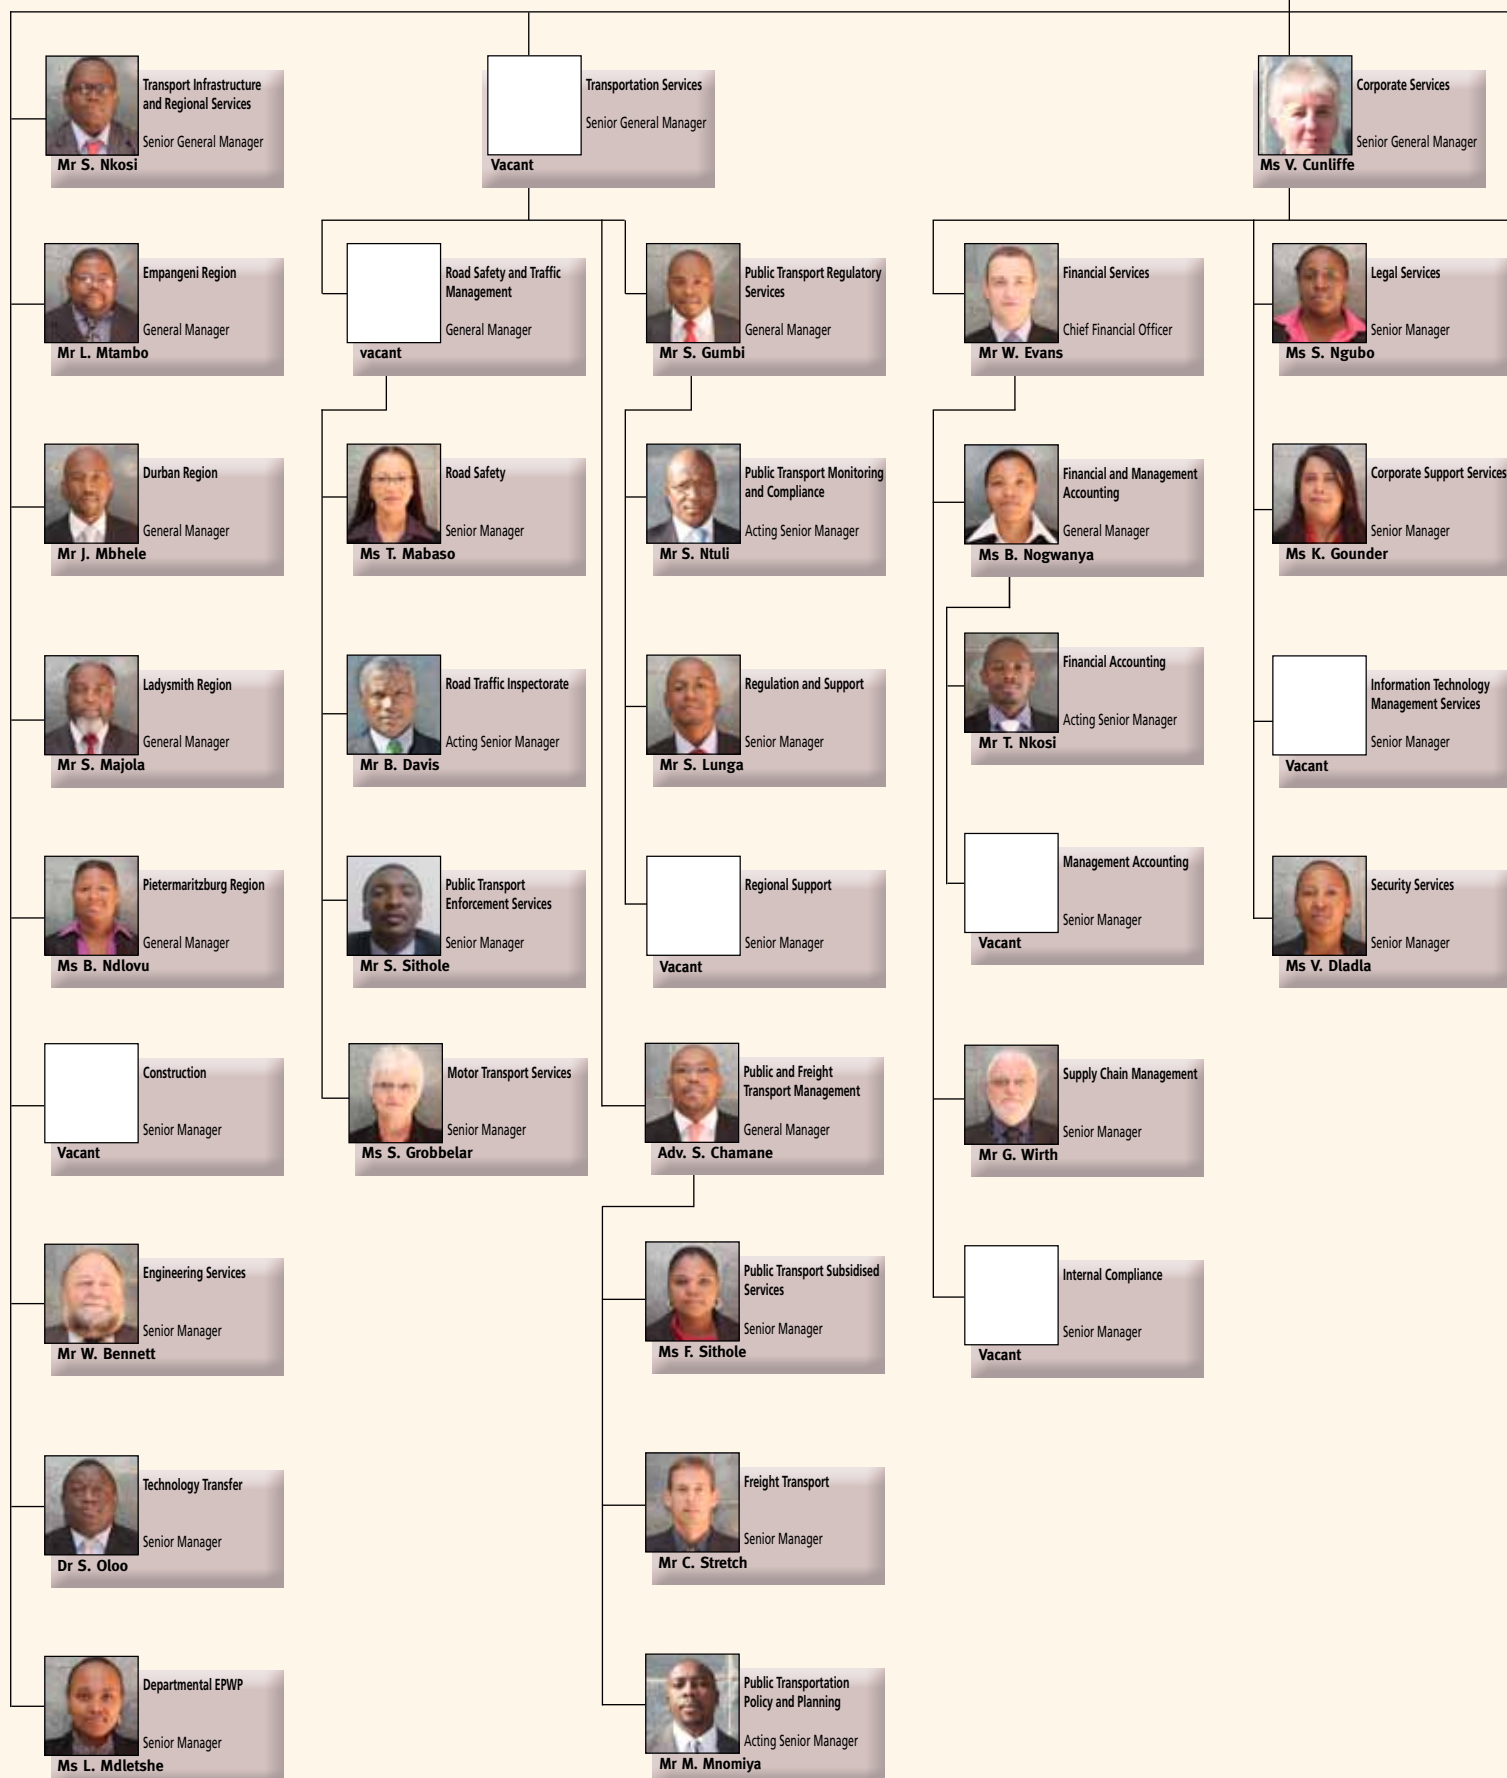 Transport Infrastructure
and Regional Services
Senior General Manager
Mr S. Nkosi
Transportation Services
Senior General Manager
Vacant
Corporate Services
Senior General Manager
Ms V. Cunliffe
Empangeni Region
General Manager
Mr L. Mtambo
Road Safety and Traffic
Management
General Manager
vacant
Public Transport Regulatory
Services
General Manager
Mr S. Gumbi
Financial Services
Chief Financial Officer
Mr W. Evans
Legal Services
Senior Manager
Ms S. Ngubo
Durban Region
General Manager
Mr J. Mbhele
Road Safety
Senior Manager
Ms T. Mabaso
Public Transport Monitoring
and Compliance
Acting Senior Manager
Mr S. Ntuli
Financial and Management
Accounting
General Manager
Ms B. Nogwanya
Corporate Support Services
Senior Manager
Ms K. Gounder
Ladysmith Region
General Manager
Mr S. Majola
Road Traffic Inspectorate
Acting Senior Manager
Mr B. Davis
Regulation and Support
Senior Manager
Mr S. Lunga
Financial Accounting
Acting Senior Manager
Mr T. Nkosi
Information Technology
Management Services
Senior Manager
Vacant
Pietermaritzburg Region
General Manager
Ms B. Ndlovu
Public Transport
Enforcement Services
Senior Manager
Mr S. Sithole
Regional Support
Senior Manager
Vacant
Management Accounting
Senior Manager
Vacant
Security Services
Senior Manager
Ms V. Dladla
Construction
Senior Manager
Vacant
Motor Transport Services
Senior Manager
Ms S. Grobbelar
Public and Freight
Transport Management
General Manager
Adv. S. Chamane
Supply Chain Management
Senior Manager
Mr G. Wirth
Engineering Services
Senior Manager
Mr W. Bennett
Public Transport Subsidised
Services
Senior Manager
Ms F. Sithole
Internal Compliance
Senior Manager
Vacant
Technology Transfer
Senior Manager
Dr S. Oloo
Freight Transport
Senior Manager
Mr C. Stretch
Departmental EPWP
Senior Manager
Ms L. Mdletshe
Public Transportation
Policy and Planning
Acting Senior Manager
Mr M. Mnomiya